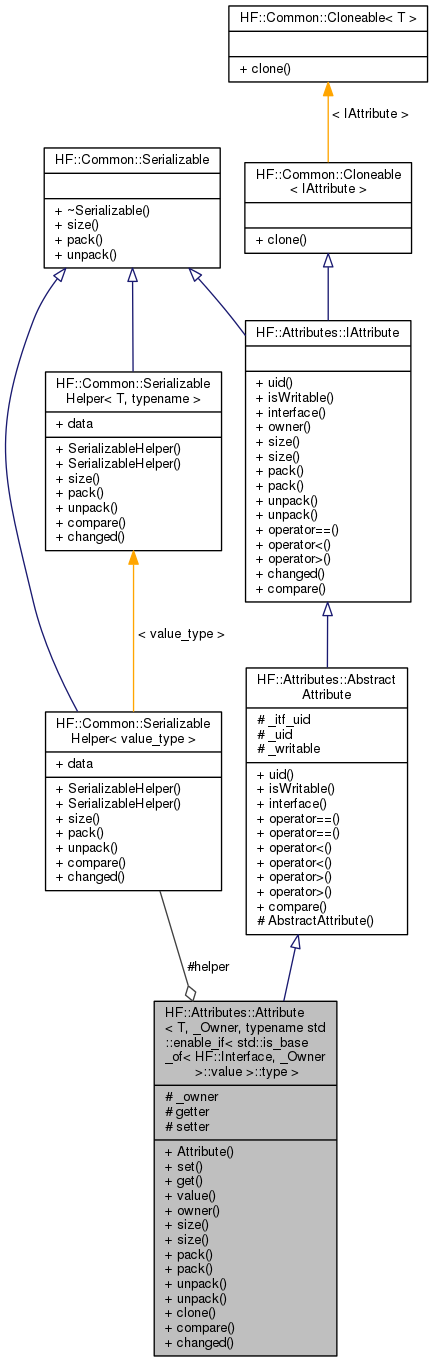 HF::Common::Cloneable< T >
+ clone()
< IAttribute >
HF::Common::Serializable
+ ~Serializable()
+ size()
+ pack()
+ unpack()
HF::Common::Cloneable
< IAttribute >
+ clone()
HF::Common::Serializable
Helper< T, typename >
+ data
+ SerializableHelper()
+ SerializableHelper()
+ size()
+ pack()
+ unpack()
+ compare()
+ changed()
HF::Attributes::IAttribute
+ uid()
+ isWritable()
+ interface()
+ owner()
+ size()
+ size()
+ pack()
+ pack()
+ unpack()
+ unpack()
+ operator==()
+ operator<()
+ operator>()
+ changed()
+ compare()
< value_type >
HF::Common::Serializable
Helper< value_type >
+ data
+ SerializableHelper()
+ SerializableHelper()
+ size()
+ pack()
+ unpack()
+ compare()
+ changed()
HF::Attributes::Abstract
Attribute
# _itf_uid
# _uid
# _writable
+ uid()
+ isWritable()
+ interface()
+ operator==()
+ operator==()
+ operator<()
+ operator<()
+ operator>()
+ operator>()
+ compare()
# AbstractAttribute()
#helper
HF::Attributes::Attribute
< T, _Owner, typename std
::enable_if< std::is_base
_of< HF::Interface, _Owner
>::value >::type >
# _owner
# getter
# setter
+ Attribute()
+ set()
+ get()
+ value()
+ owner()
+ size()
+ size()
+ pack()
+ pack()
+ unpack()
+ unpack()
+ clone()
+ compare()
+ changed()